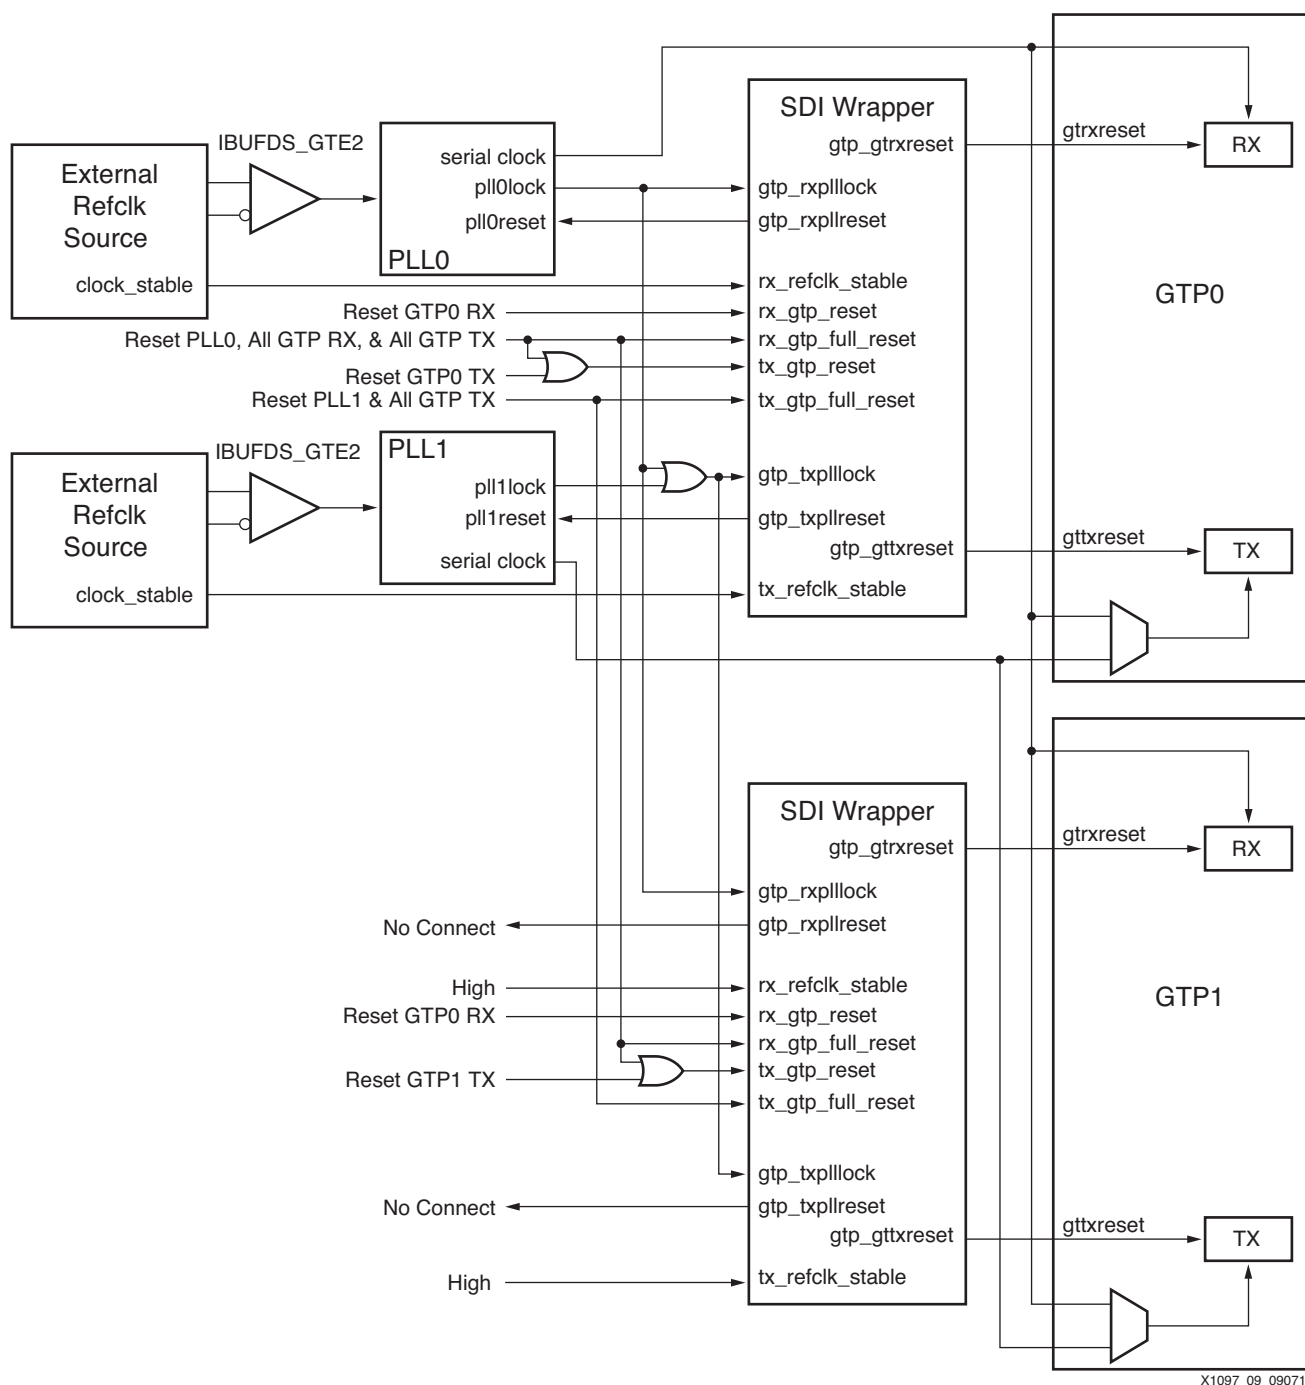 SDI Wrapper
gtp_gtrxreset
gtrxreset
RX
IBUFDS_GTE2
External
Refclk
Source
clock_stable
serial clock
pll0lock
pll0reset
PLL0
gtp_rxplllock
gtp_rxpllreset
rx_refclk_stable
GTP0
Reset GTP0 RX
rx_gtp_reset
Reset PLL0, All GTP RX, & All GTP TX
rx_gtp_full_reset
tx_gtp_reset
Reset GTP0 TX
Reset PLL1 & All GTP TX
tx_gtp_full_reset
IBUFDS_GTE2
PLL1
External
Refclk
Source
clock_stable
pll1lock
pll1reset
serial clock
gtp_txplllock
gtp_txpllreset
gtp_gttxreset
gttxreset
TX
tx_refclk_stable
SDI Wrapper
gtp_gtrxreset
gtrxreset
RX
gtp_rxplllock
No Connect
gtp_rxpllreset
High
rx_refclk_stable
GTP1
Reset GTP0 RX
rx_gtp_reset
rx_gtp_full_reset
tx_gtp_reset
Reset GTP1 TX
tx_gtp_full_reset
gtp_txplllock
No Connect
gtp_txpllreset
gtp_gttxreset
gttxreset
TX
High
tx_refclk_stable
X1097_09_09071